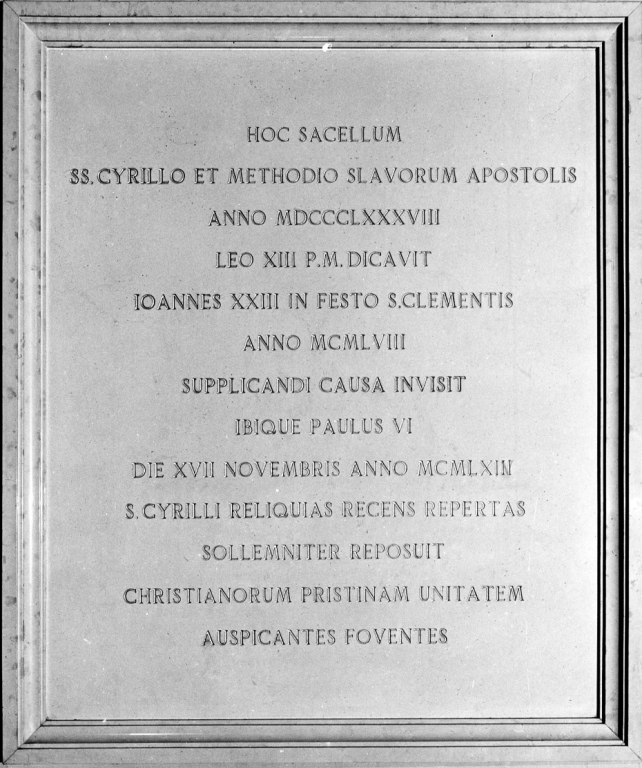 HOC SACELLUM
SS. CYRILLO ET METHODIO SLAVORUM APOSTOLIS
ANNO MDCCCLXXXVIII
LEO XIII P.M. DICAVIT
IOANNES XXIII IN FESTO S. CLEMENTIS
ANNO MCMLVIII
SUPPLICANDI CAUSA INVISIT
IBIQUE PAULUS VI
DIE XVII NOVEMBRIS ANNO MCMLXIII
S. CYRILLI RELIQUIAS RECENS REPERTAS
SOLLEMNITER REPOSUIT
CHRISTIANORUM PRISTINAM UNITATEM
AUSPICANTES FOVENTES